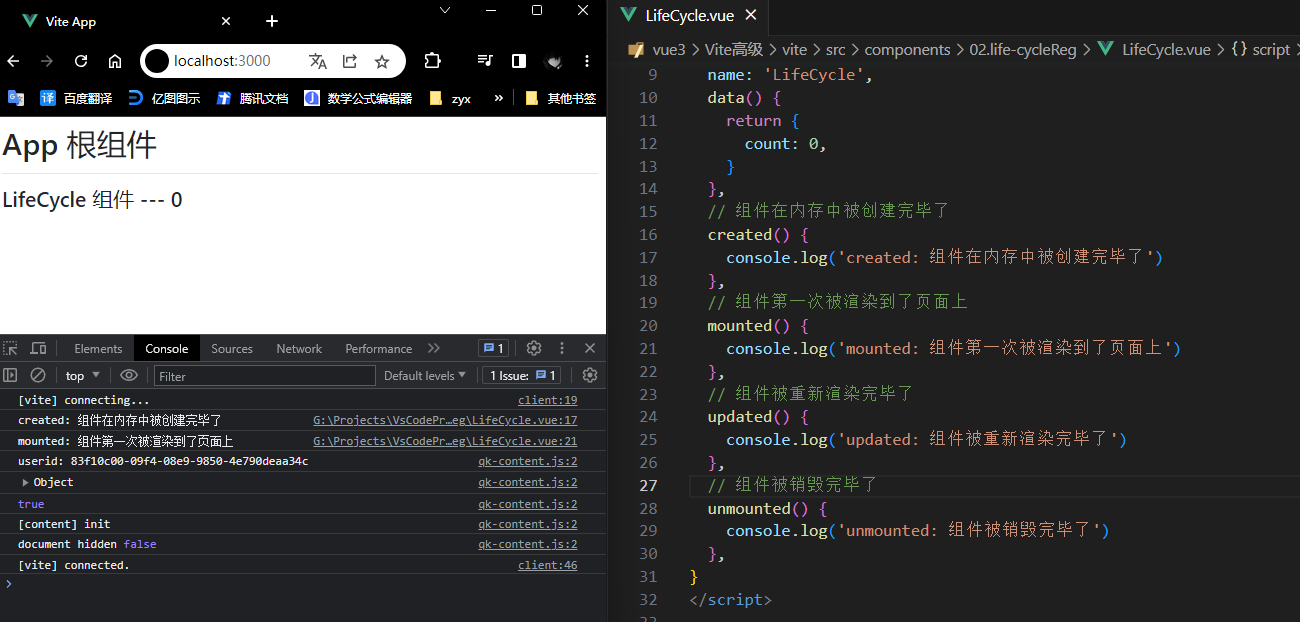 Vite App
localhost:3000
百度翻译 亿图图示 腾讯文档 数学公式编辑器 zyx » 其他书签
App 根组件
LifeCycle 组件 --- 0
Elements Console Sources Network Performance 1
top Filter Default levels 1 Issue: 1
[vite] connecting... client:19
created: 组件在内存中被创建完毕了 G:\Projects\VsCodePr…eg\LifeCycle.vue:17
mounted: 组件第一次被渲染到了页面上 G:\Projects\VsCodePr…eg\LifeCycle.vue:21
userid: 83f10c00-09f4-08e9-9850-4e790deaa34c qk-content.js:2
Object qk-content.js:2
true qk-content.js:2
[content] init qk-content.js:2
document hidden false qk-content.js:2
[vite] connected. client:46
LifeCycle.vue
vue3 > Vite高级 > vite > src > components > 02.life-cycleReg > LifeCycle.vue > {} script >
9 name: 'LifeCycle',
10 data() {
11 return {
12 count: 0,
13 }
14 },
15 // 组件在内存中被创建完毕了
16 created() {
17 console.log('created: 组件在内存中被创建完毕了')
18 },
19 // 组件第一次被渲染到了页面上
20 mounted() {
21 console.log('mounted: 组件第一次被渲染到了页面上')
22 },
23 // 组件被重新渲染完毕了
24 updated() {
25 console.log('updated: 组件被重新渲染完毕了')
26 },
27 // 组件被销毁完毕了
28 unmounted() {
29 console.log('unmounted: 组件被销毁完毕了')
30 },
31 }
32 </script>